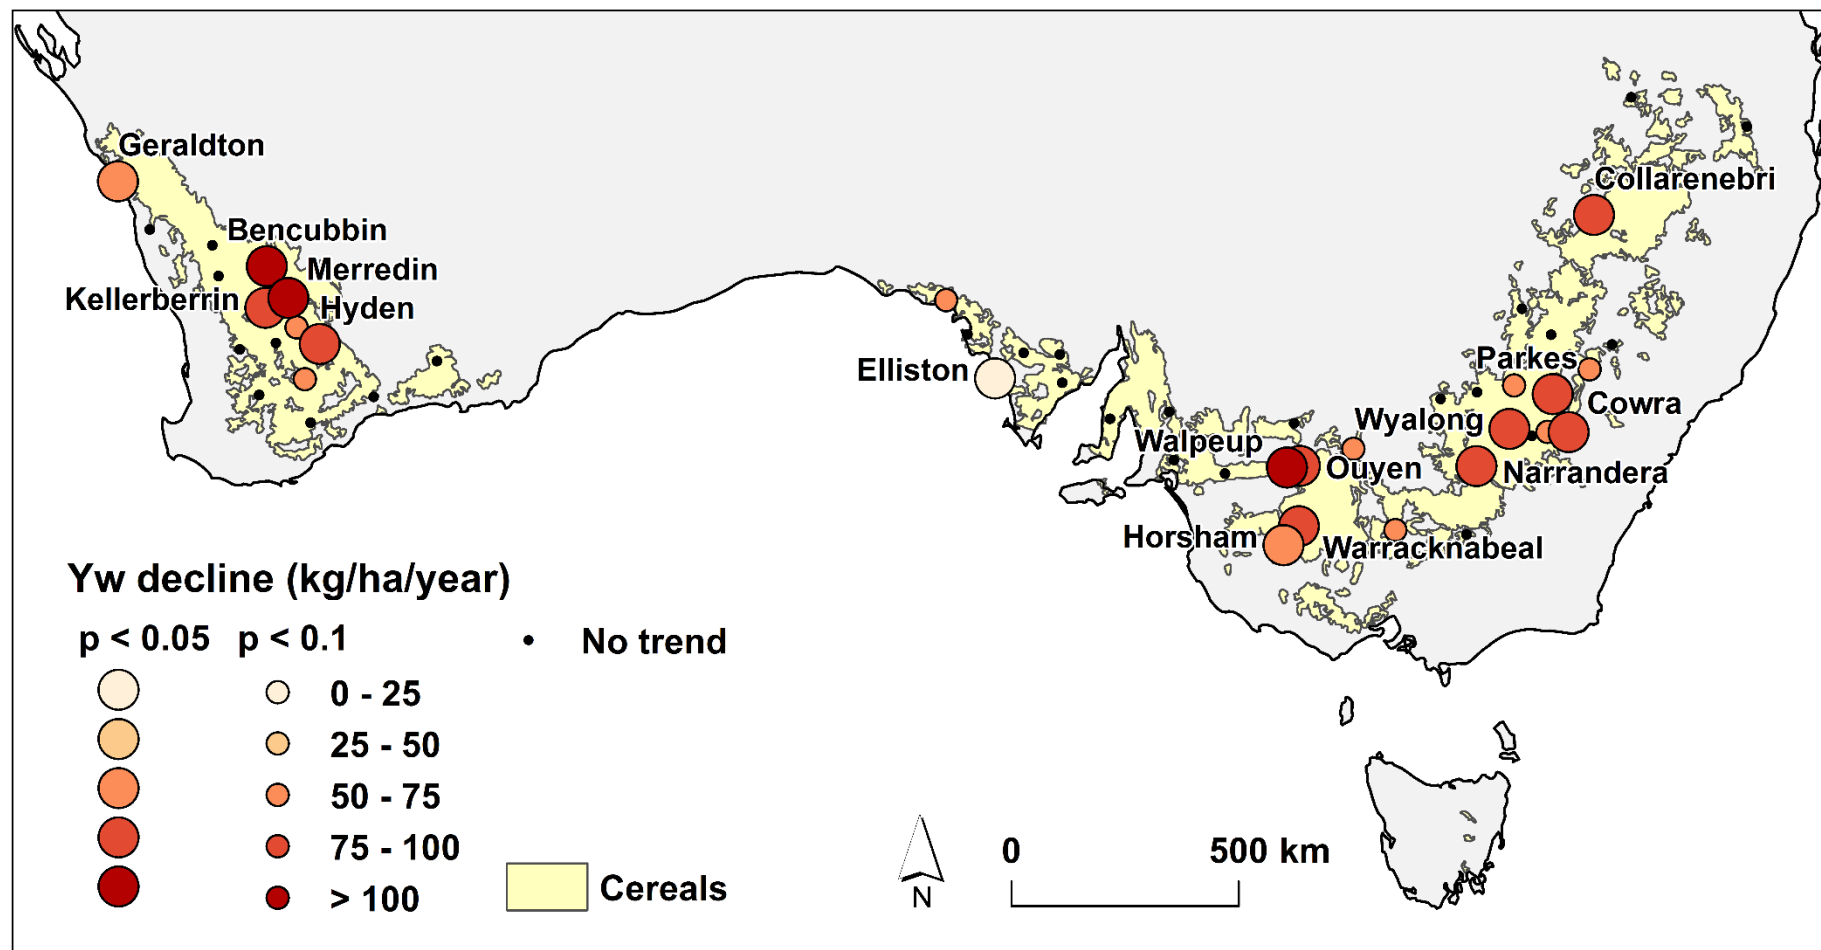 Geraldton
Bencubbin
Merredin
Kellerberrin
Hyden
Collarenebri
Elliston
Parkes
Cowra
Wyalong
Walpeup
Ouyen
Narrandera
Horsham
Warracknabeal
Yw decline (kg/ha/year)
p < 0.05 p < 0.1
No trend
0 - 25
25 - 50
50 - 75
75 - 100
> 100
Cereals
N
0 500 km